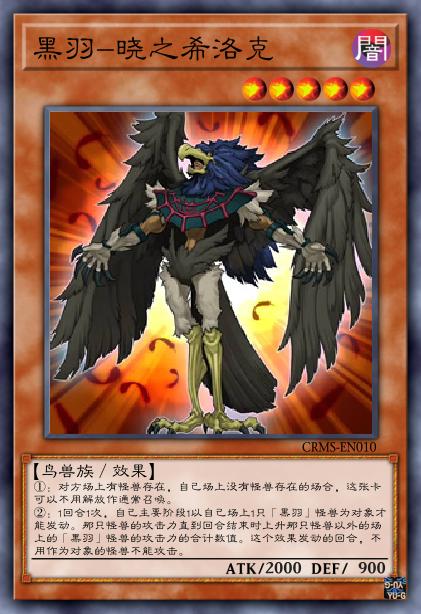 黑羽-晓之希洛克
闇
CRMS-EN010
【鸟兽族／效果】
①：对方场上有怪兽存在，自己场上没有怪兽存在的场合，这张卡
可以不用解放作通常召唤。
②：1回合1次，自己主要阶段1以自己场上1只「黑羽」怪兽为对象才
能发动。那只怪兽的攻击力直到回合结束时上升那只怪兽以外的场
上的「黑羽」怪兽的攻击力的合计数值。这个效果发动的回合，不
用作为对象的怪兽不能攻击。
ATK/2000 DEF/ 900